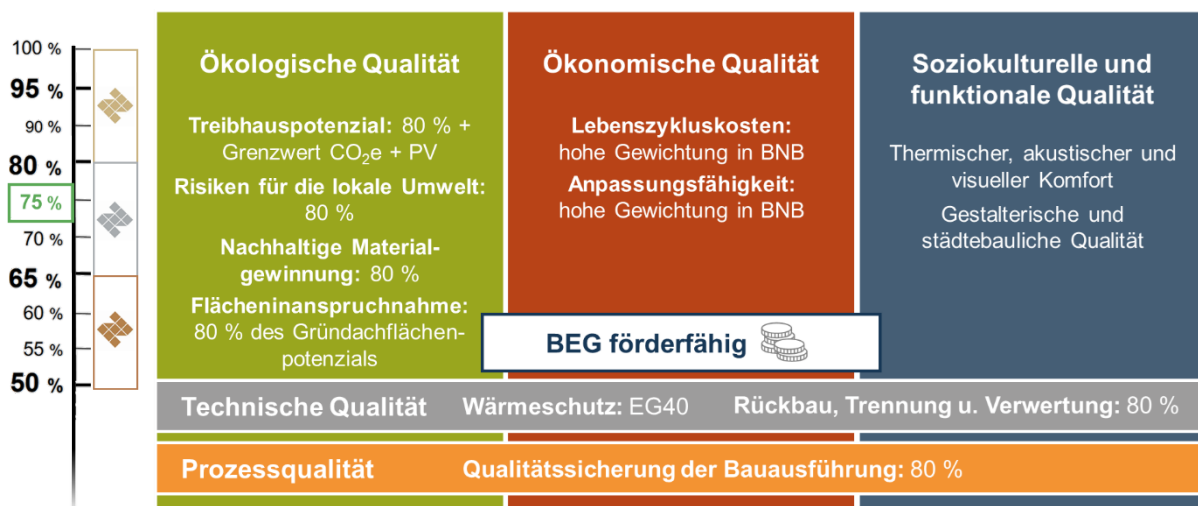 100 %
95 %
90 %
80 %
75 %
70 %
65 %
60 %
55 %
50 %
Ökologische Qualität
Treibhauspotenzial: 80 % +
Grenzwert CO₂e + PV
Risiken für die lokale Umwelt:
80 %
Nachhaltige Material-
gewinnung: 80 %
Flächeninanspruchnahme:
80 % des Gründachflächen-
potenzials
Ökonomische Qualität
Lebenszykluskosten:
hohe Gewichtung in BNB
Anpassungsfähigkeit:
hohe Gewichtung in BNB
Soziokulturelle und
funktionale Qualität
Thermischer, akustischer und
visueller Komfort
Gestalterische und
städtebauliche Qualität
BEG förderfähig
Technische Qualität Wärmeschutz: EG40 Rückbau, Trennung u. Verwertung: 80 %
Prozessqualität Qualitätssicherung der Bauausführung: 80 %